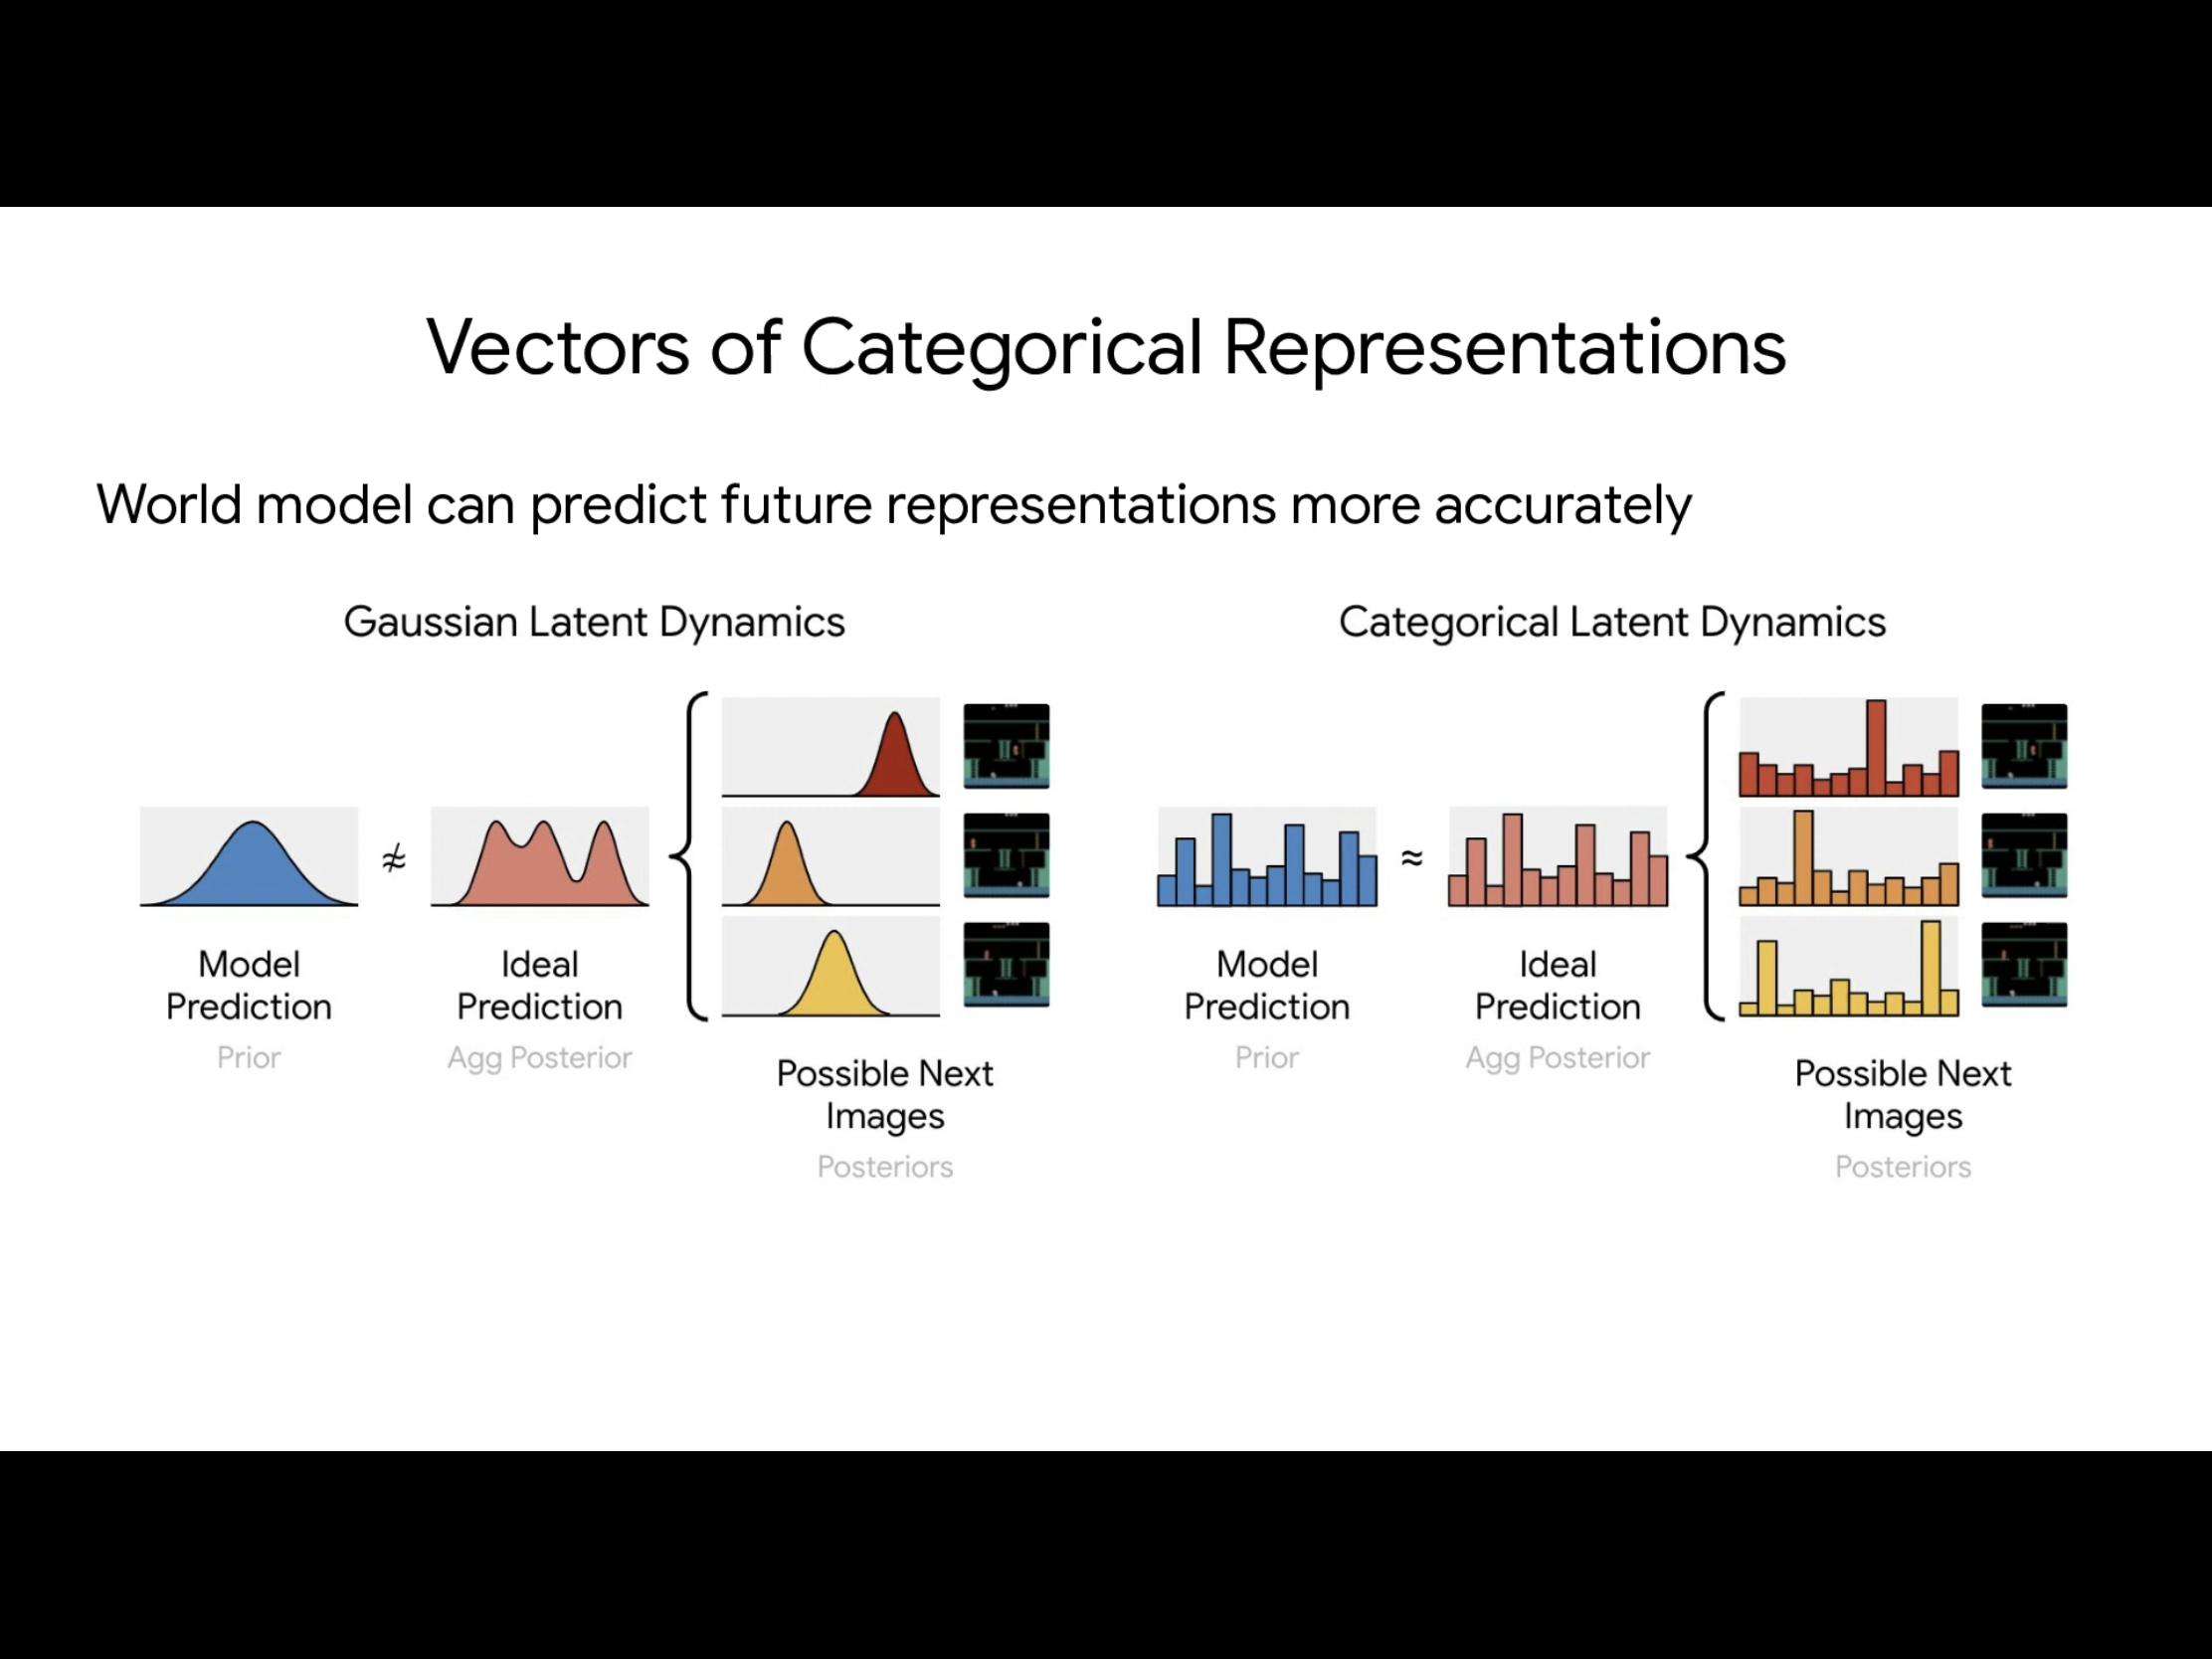 Vectors of Categorical Representations
World model can predict future representations more accurately
Gaussian Latent Dynamics
≉
Model
Prediction
Prior
Ideal
Prediction
Agg Posterior
Possible Next
Images
Posteriors
Categorical Latent Dynamics
≈
Model
Prediction
Prior
Ideal
Prediction
Agg Posterior
Possible Next
Images
Posteriors